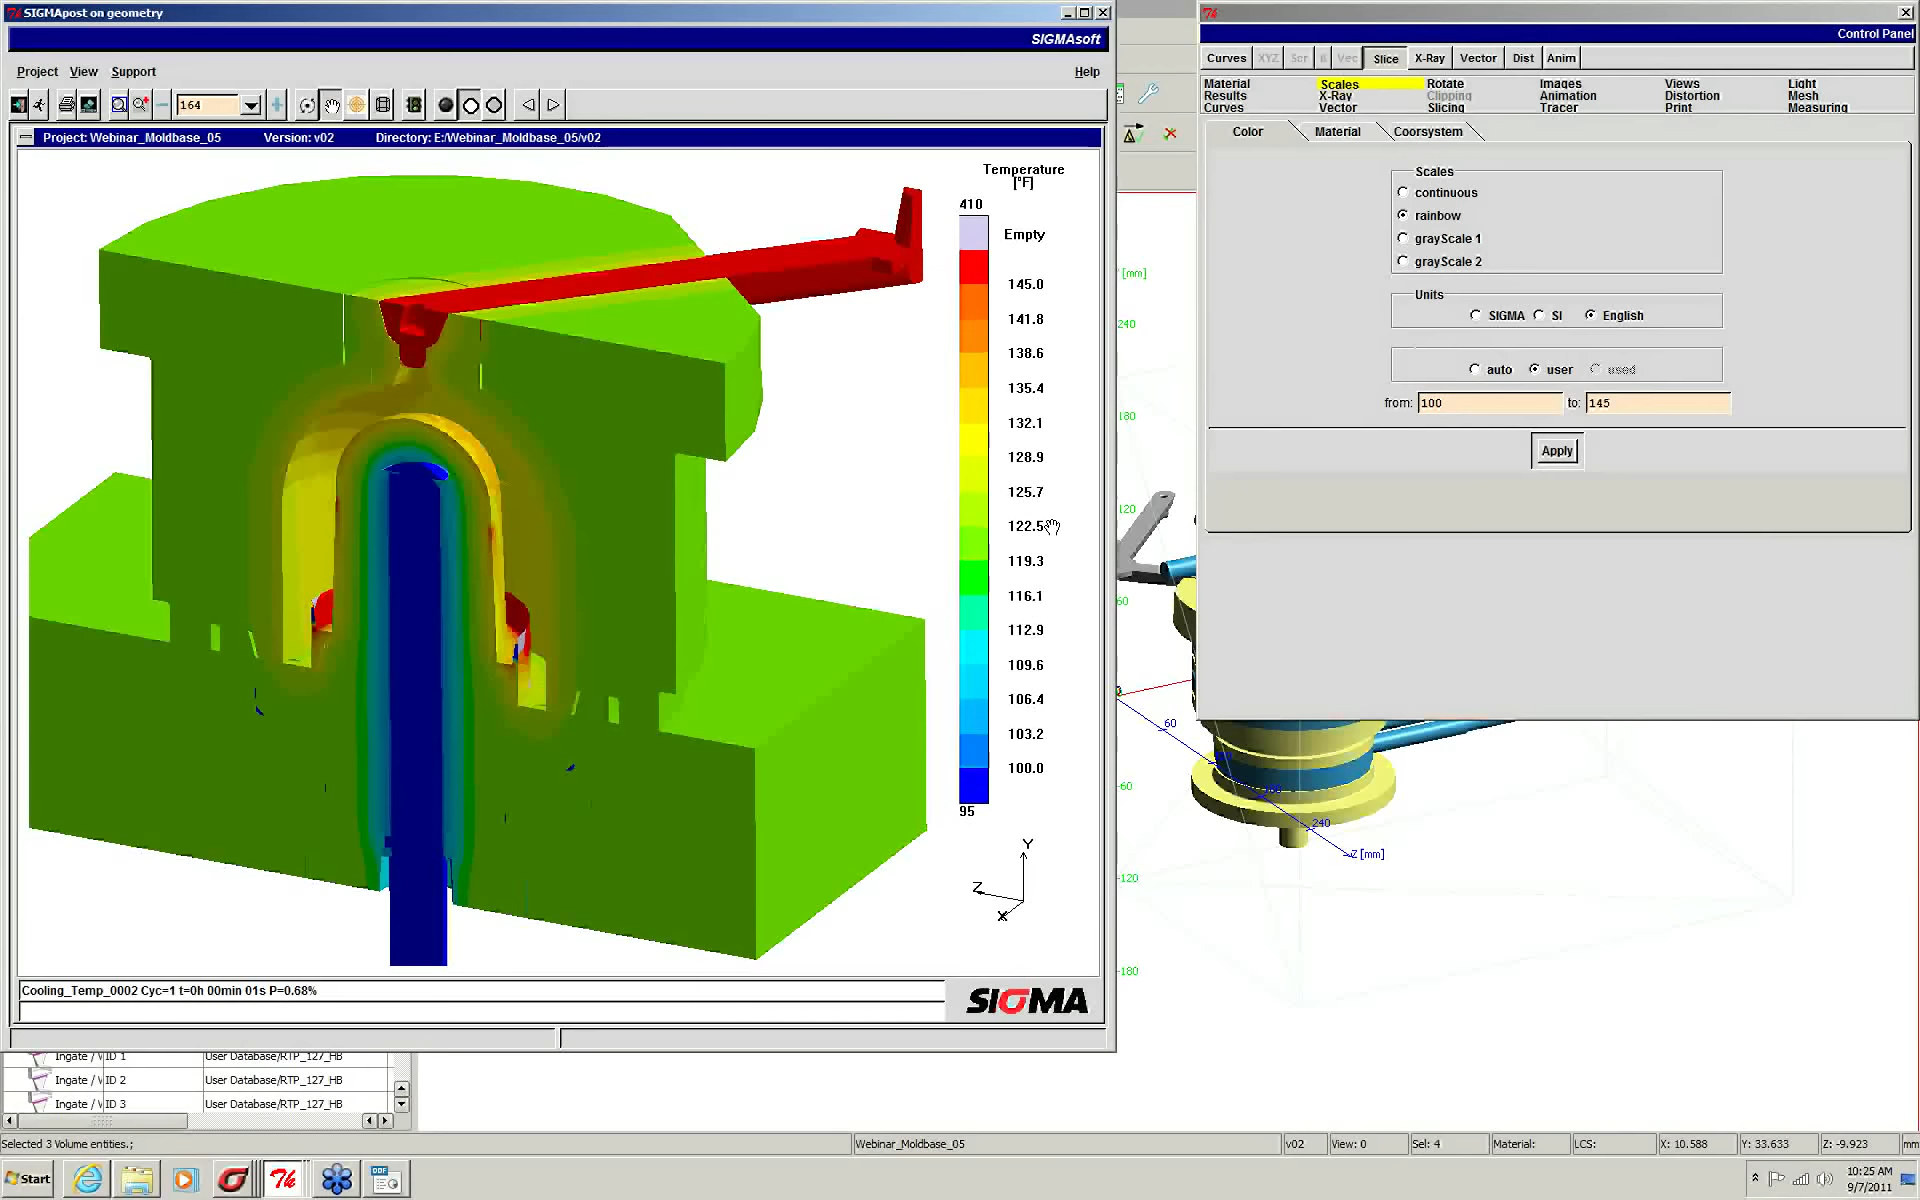 SIGMApost on geometry
SIGMAsoft
Project View Support Help
164
Project: Webinar_Moldbase_05 Version: v02 Directory: E:/Webinar_Moldbase_05/v02
Temperature
[°F]
410
Empty
145.0
141.8
138.6
135.4
132.1
128.9
125.7
122.5
119.3
116.1
112.9
109.6
106.4
103.2
100.0
95
Y
Z
X
Cooling_Temp_0002 Cyc=1 t=0h 00min 01s P=0.68%
SIGMA
Control Panel
Curves XYZ Scr Vec Slice X-Ray Vector Dist Anim
Material Scales Rotate Images Views Light
Results X-Ray Clipping Animation Distortion Mesh
Curves Vector Slicing Tracer Print Measuring
Color Material Coorsystem
Scales
continuous
rainbow
grayScale 1
grayScale 2
Units
SIGMA SI English
auto user used
from: 100 to: 145
Apply
[mm]
240
180
120
60
60
240
Z [mm]
-60
-120
-180
Ingate / V ID 1 User Database/RTP_127_HB
Ingate / V ID 2 User Database/RTP_127_HB
Ingate / V ID 3 User Database/RTP_127_HB
Selected 3 Volume entities.; Webinar_Moldbase_05 v02 View: 0 Sel: 4 Material: LCS: X: 10.588 Y: 33.633 Z: -9.923 mm
Start
10:25 AM
9/7/2011